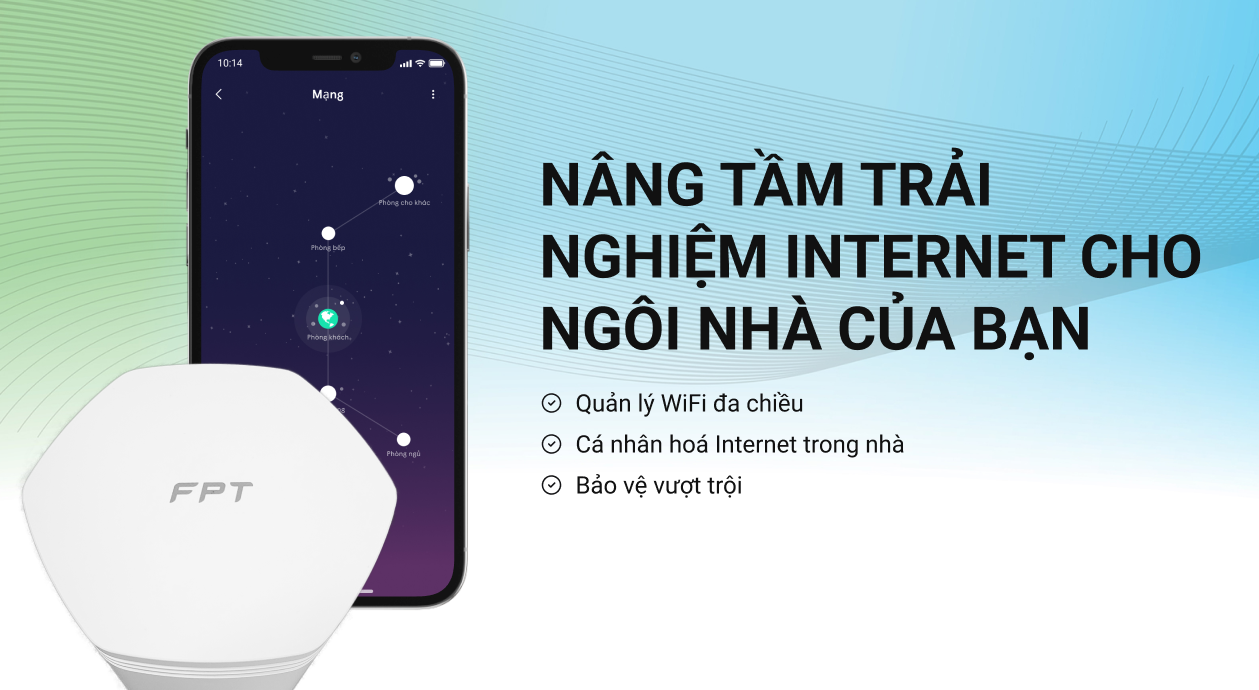 10:14
Mạng
Phòng cho khác
Phòng bếp
Phòng khách
Phòng ngủ
FPT
NÂNG TẦM TRẢI
NGHIỆM INTERNET CHO
NGÔI NHÀ CỦA BẠN
Quản lý WiFi đa chiều
Cá nhân hoá Internet trong nhà
Bảo vệ vượt trội